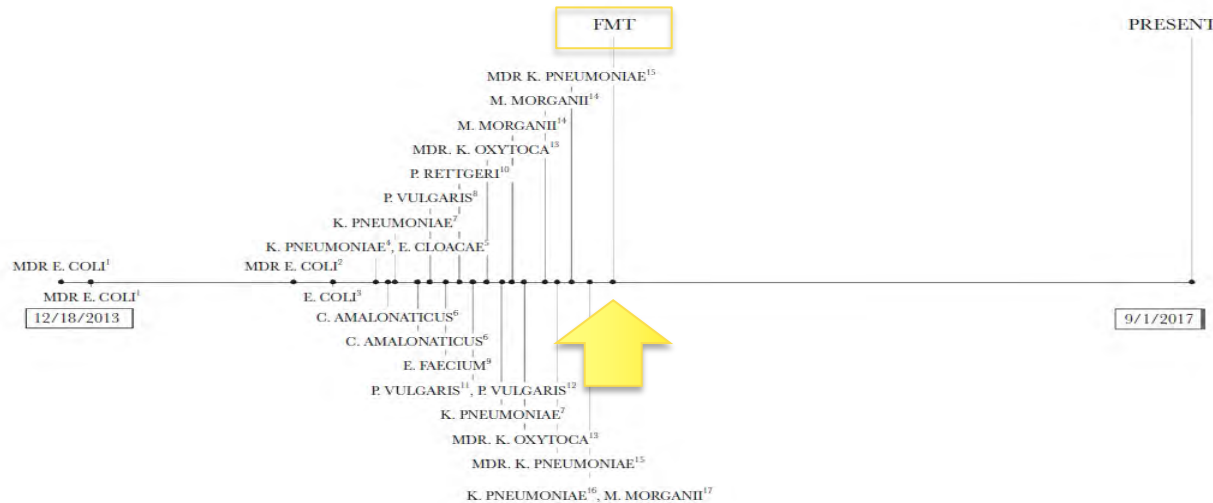 FMT
PRESENT
MDR K. PNEUMONIAE¹⁵
M. MORGANII¹⁴
M. MORGANII¹⁴
MDR. K. OXYTOCA¹³
P. RETTGERI¹⁰
P. VULGARIS⁸
K. PNEUMONIAE⁷
K. PNEUMONIAE⁴, E. CLOACAE⁵
MDR E. COLI¹
MDR E. COLI²
MDR E. COLI¹
E. COLI³
12/18/2013
C. AMALONATICUS⁶
9/1/2017
C. AMALONATICUS⁶
E. FAECIUM⁹
P. VULGARIS¹¹, P. VULGARIS¹²
K. PNEUMONIAE⁷
MDR. K. OXYTOCA¹³
MDR. K. PNEUMONIAE¹⁵
K. PNEUMONIAE¹⁶, M. MORGANII¹⁷